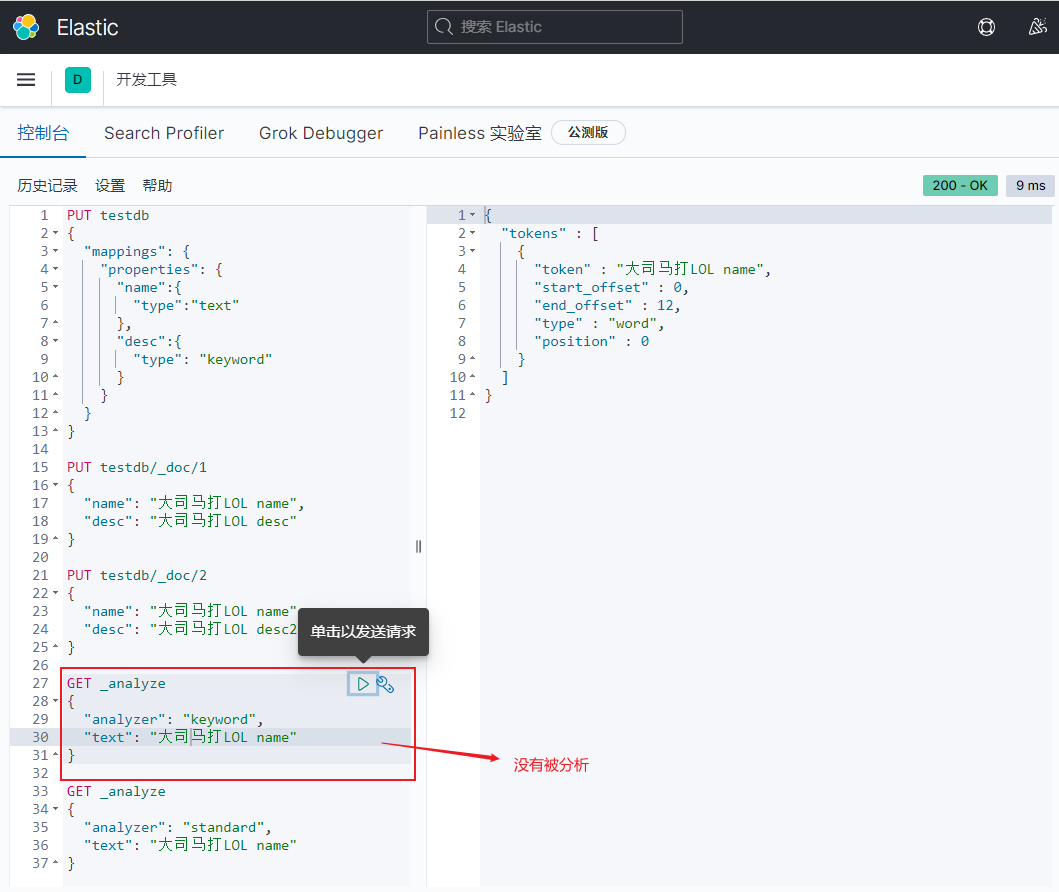 Elastic
搜索 Elastic
D
开发工具
控制台 Search Profiler Grok Debugger Painless 实验室 公测版
历史记录 设置 帮助
200 - OK 9 ms
1 PUT testdb
2 {
3 "mappings": {
4 "properties": {
5 "name":{
6 "type":"text"
7 },
8 "desc":{
9 "type": "keyword"
10 }
11 }
12 }
13 }
14
15 PUT testdb/_doc/1
16 {
17 "name": "大司马打LOL name",
18 "desc": "大司马打LOL desc"
19 }
20
21 PUT testdb/_doc/2
22 {
23 "name": "大司马打LOL name"
24 "desc": "大司马打LOL desc2
25 }
26
单击以发送请求
27 GET _analyze
28 {
29 "analyzer": "keyword",
30 "text": "大司马打LOL name"
31 }
32
33 GET _analyze
34 {
35 "analyzer": "standard",
36 "text": "大司马打LOL name"
37 }
1 {
2 "tokens" : [
3 {
4 "token" : "大司马打LOL name",
5 "start_offset" : 0,
6 "end_offset" : 12,
7 "type" : "word",
8 "position" : 0
9 }
10 ]
11 }
12
没有被分析